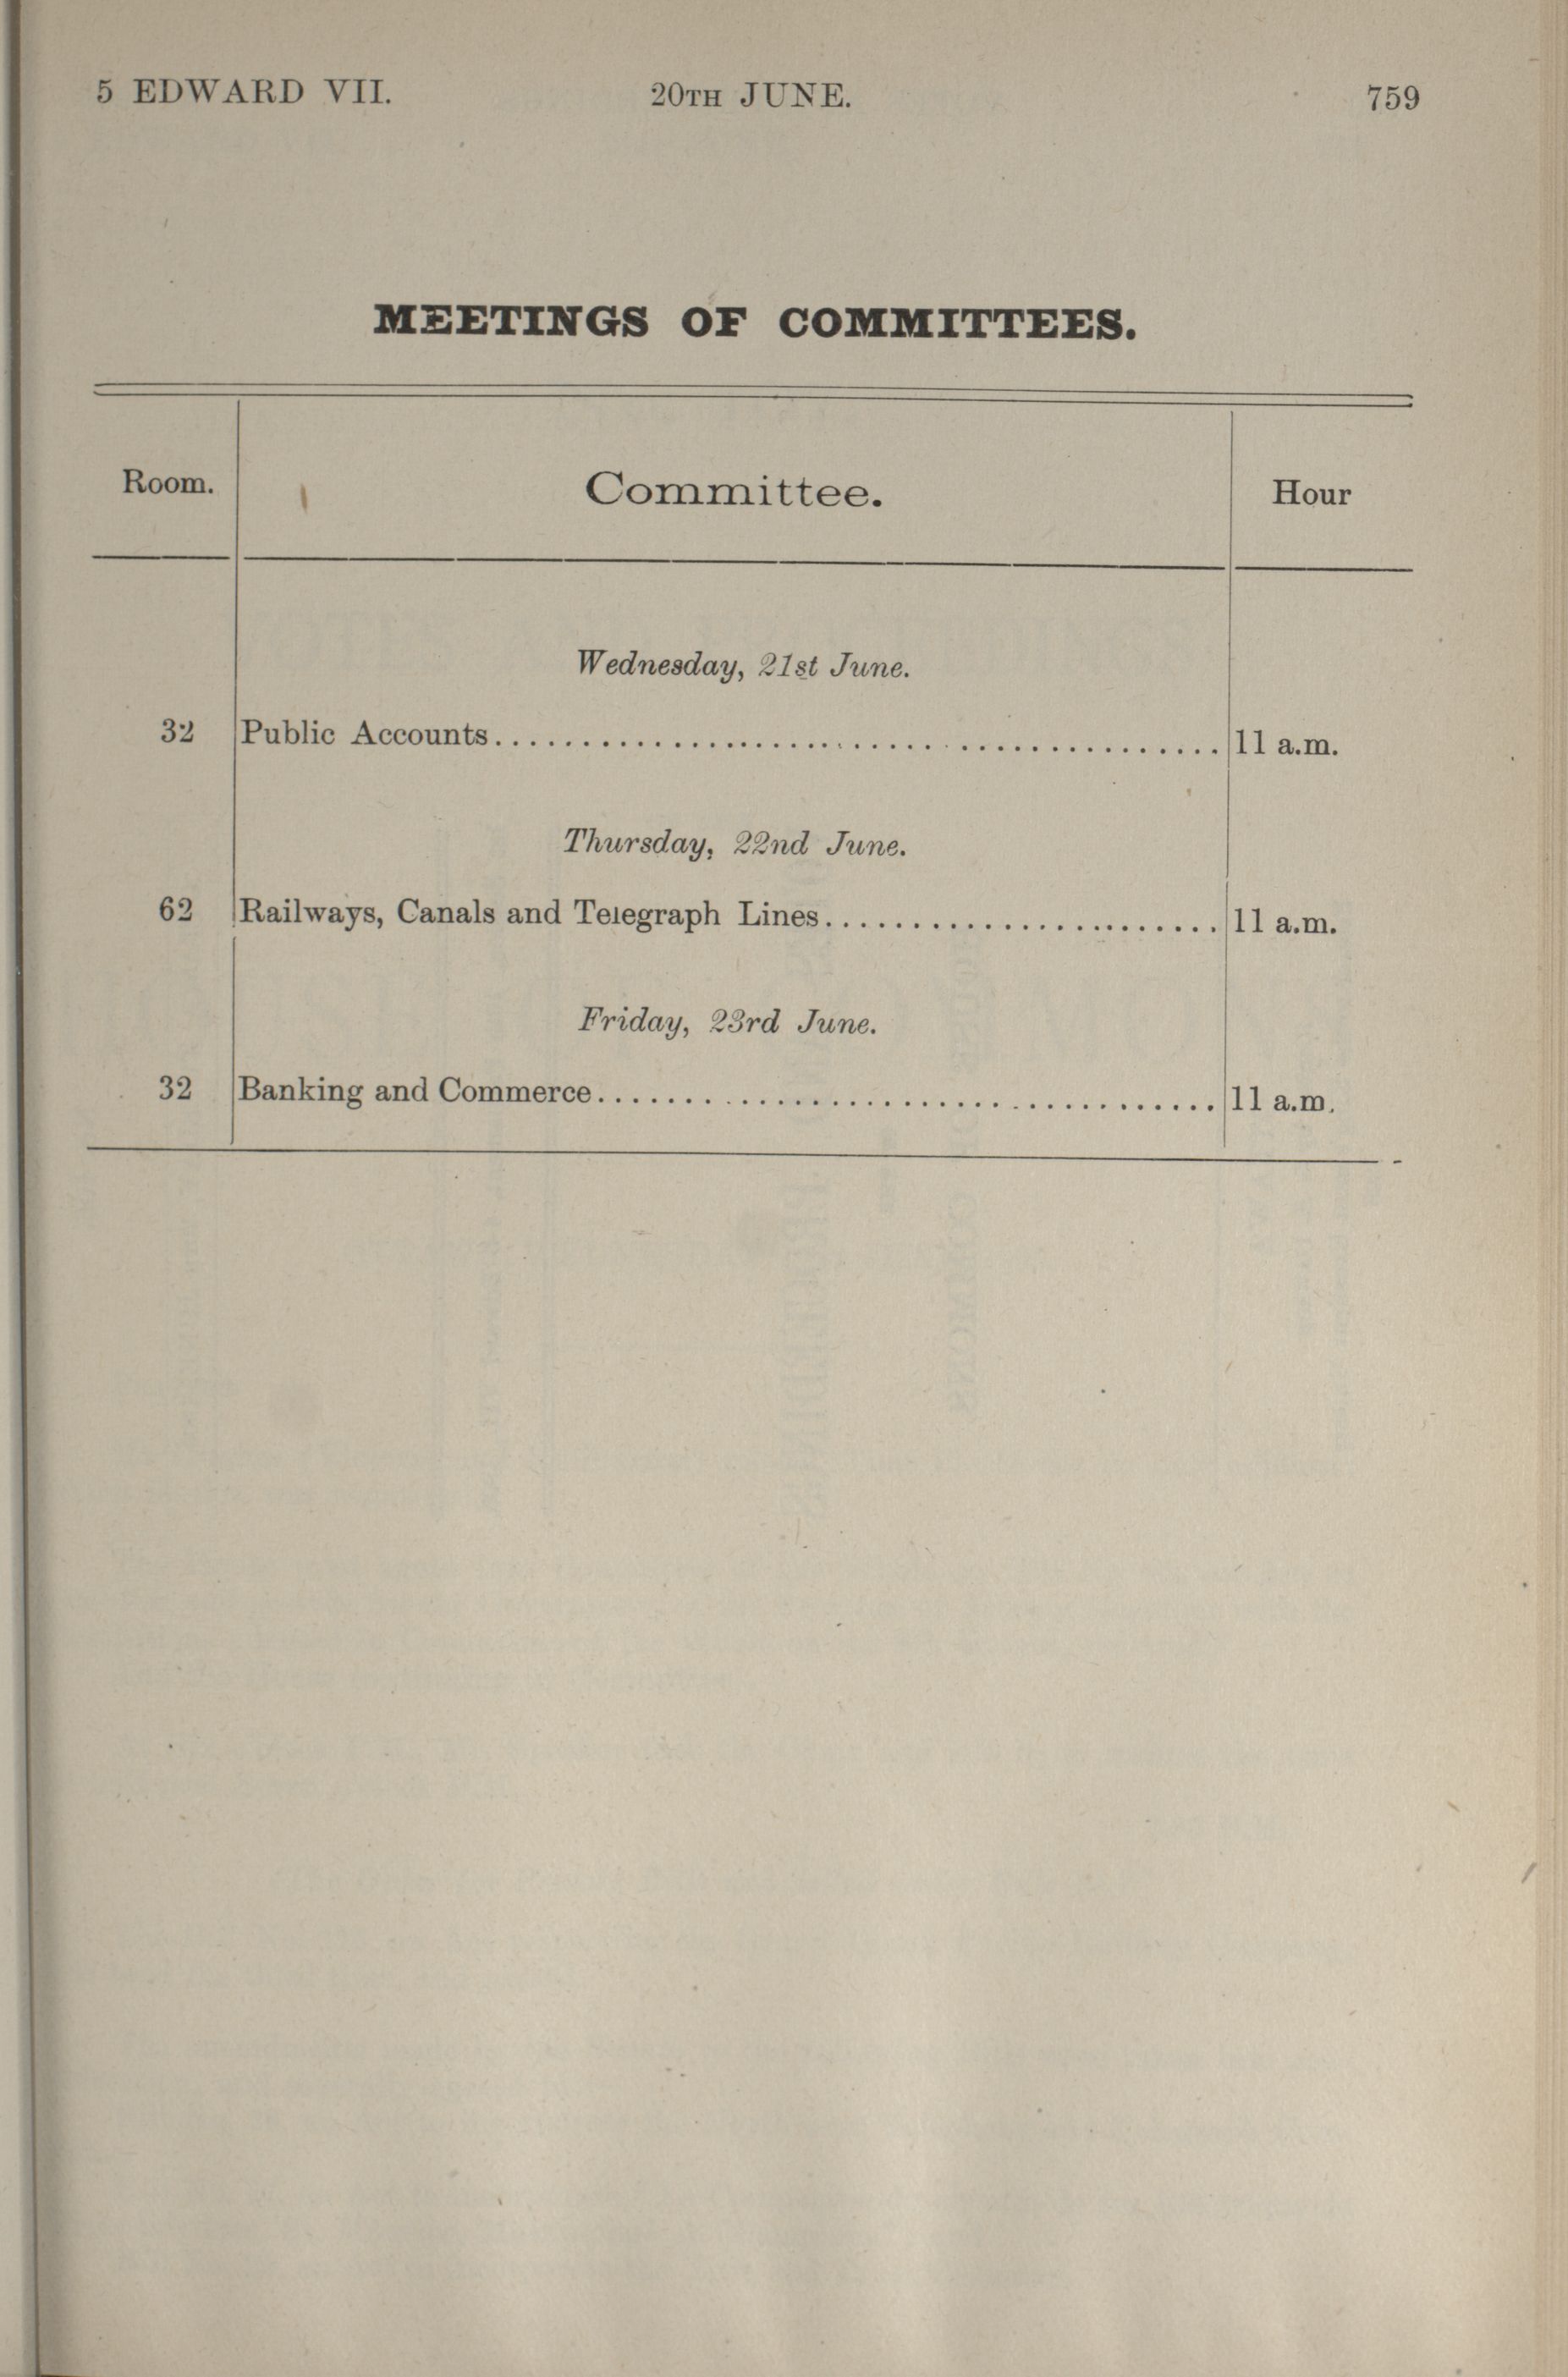 5 EDWARD VII. 20TH JUNE. 759
MEETINGS OF COMMITTEES.
Room. Committee. Hour
Wednesday, 21st June.
32 Public Accounts........................................ 11 a.m.
Thursday, 22nd June.
62 Railways, Canals and Telegraph Lines...................... 11 a.m.
Friday, 23rd June.
32 Banking and Commerce................................... 11 a.m.